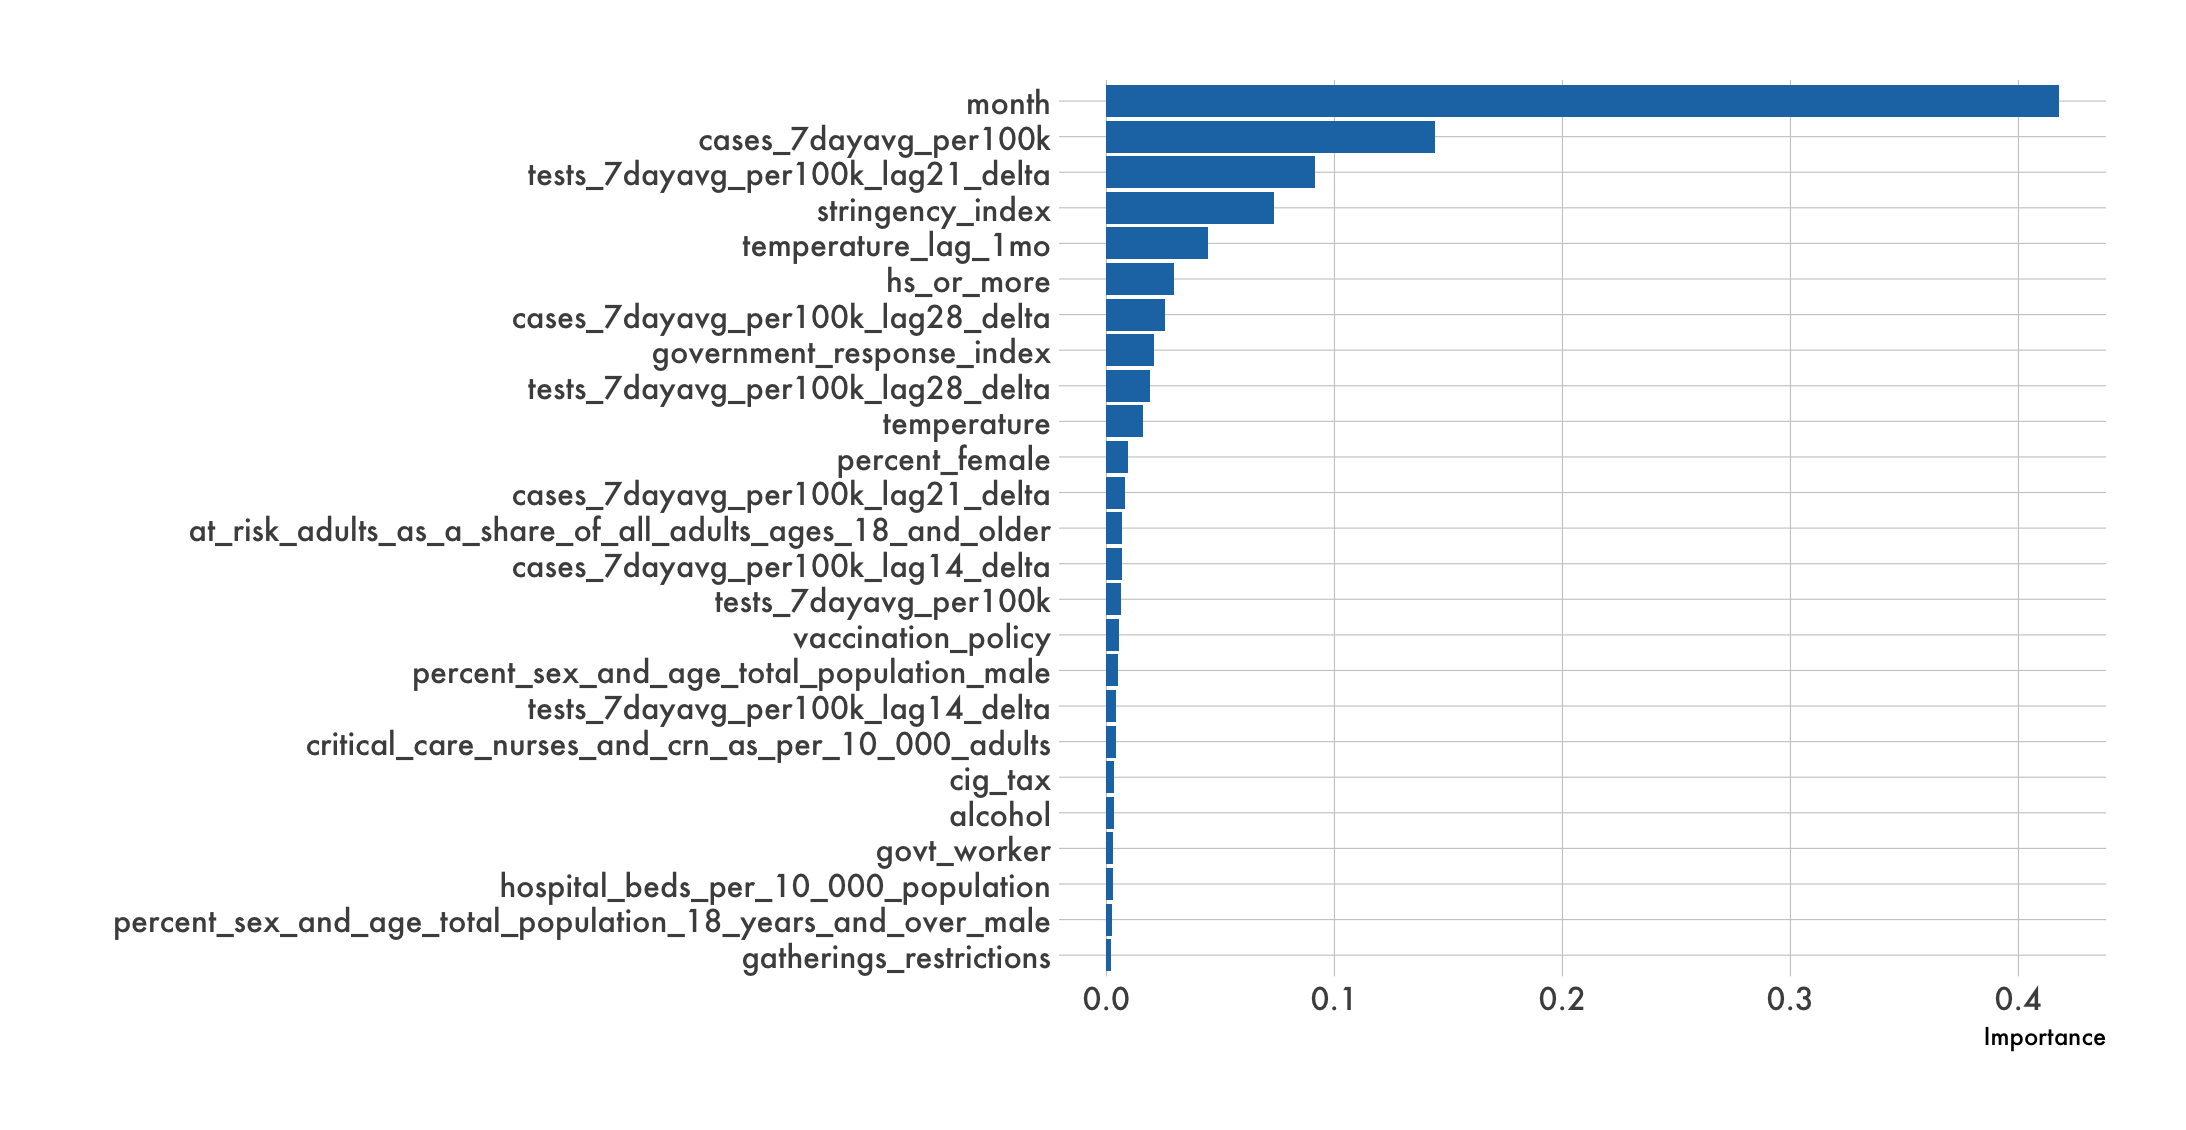 month
cases_7dayavg_per100k
tests_7dayavg_per100k_lag21_delta
stringency_index
temperature_lag_1mo
hs_or_more
cases_7dayavg_per100k_lag28_delta
government_response_index
tests_7dayavg_per100k_lag28_delta
temperature
percent_female
cases_7dayavg_per100k_lag21_delta
at_risk_adults_as_a_share_of_all_adults_ages_18_and_older
cases_7dayavg_per100k_lag14_delta
tests_7dayavg_per100k
vaccination_policy
percent_sex_and_age_total_population_male
tests_7dayavg_per100k_lag14_delta
critical_care_nurses_and_crn_as_per_10_000_adults
cig_tax
alcohol
govt_worker
hospital_beds_per_10_000_population
percent_sex_and_age_total_population_18_years_and_over_male
gatherings_restrictions
0.0 0.1 0.2 0.3 0.4
Importance